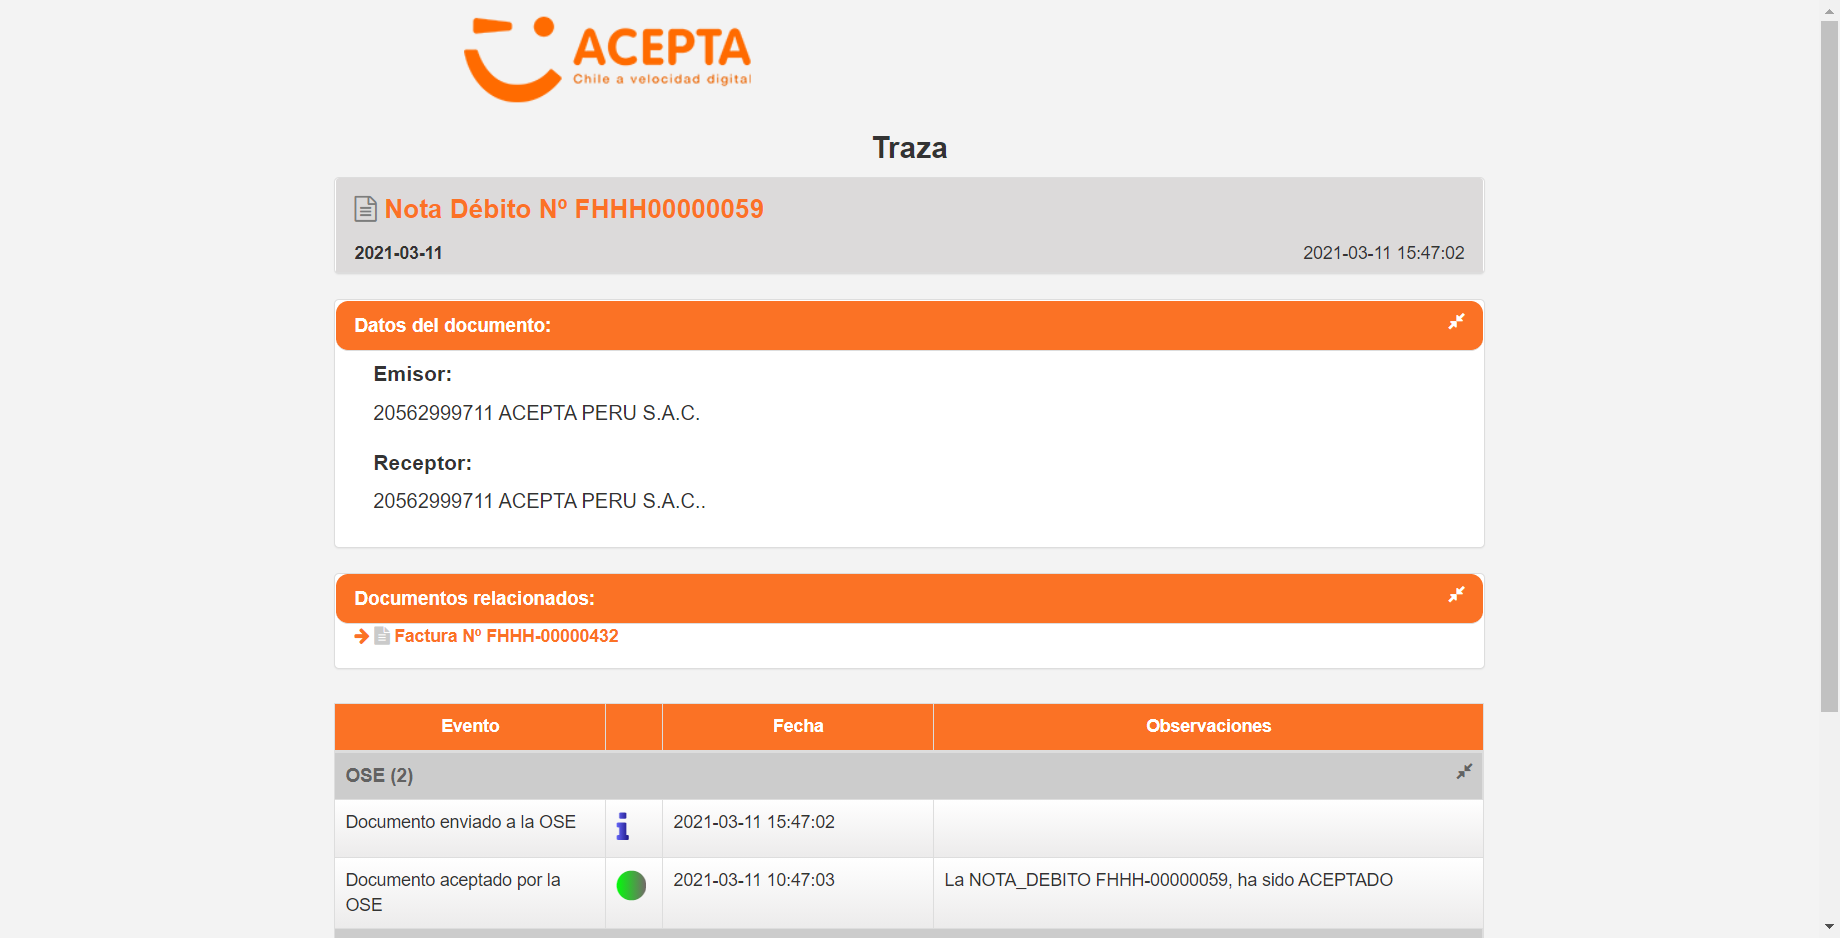 ACEPTA
Chile a velocidad digital
Traza
Nota Débito Nº FHHH00000059
2021-03-11
2021-03-11 15:47:02
Datos del documento:
Emisor:
20562999711 ACEPTA PERU S.A.C.
Receptor:
20562999711 ACEPTA PERU S.A.C..
Documentos relacionados:
Factura Nº FHHH-00000432
Evento Fecha Observaciones
OSE (2)
Documento enviado a la OSE 2021-03-11 15:47:02
Documento aceptado por la OSE 2021-03-11 10:47:03 La NOTA_DEBITO FHHH-00000059, ha sido ACEPTADO